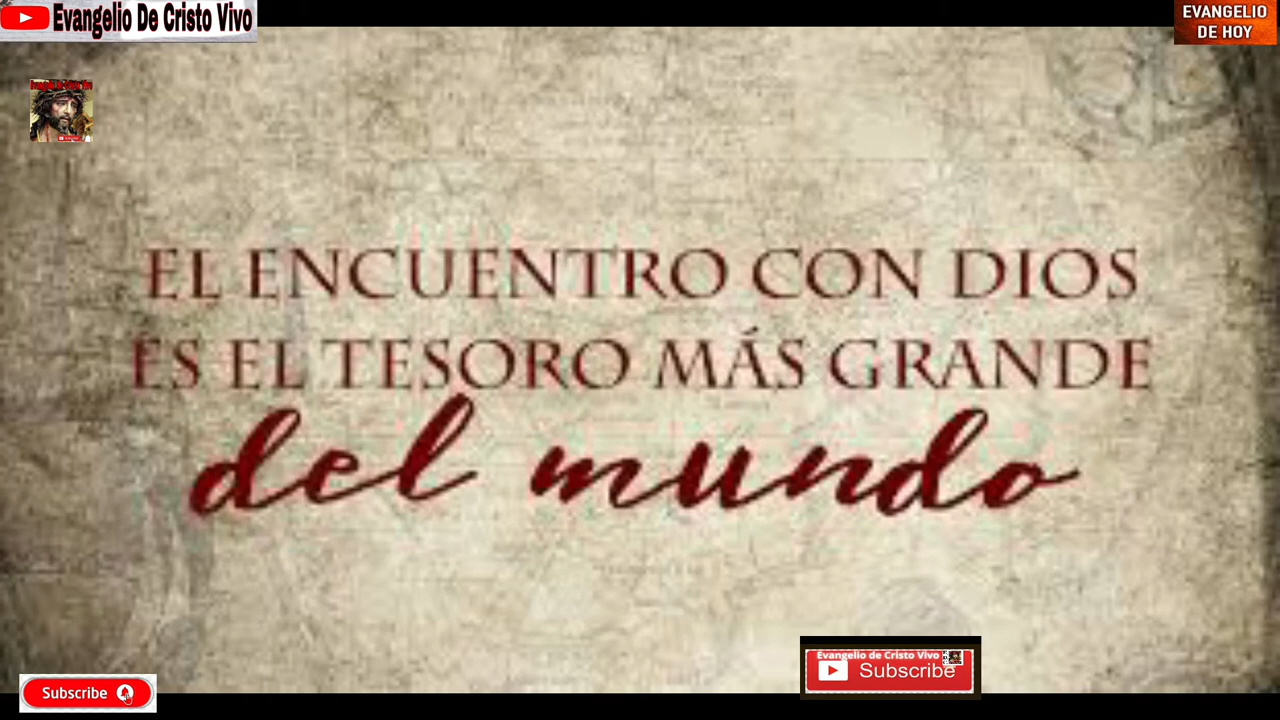 Evangelio De Cristo Vivo
EVANGELIO
DE HOY
EL ENCUENTRO CON DIOS
ES EL TESORO MÁS GRANDE
del mundo
Evangelio de Cristo Vivo
Subscribe
Subscribe